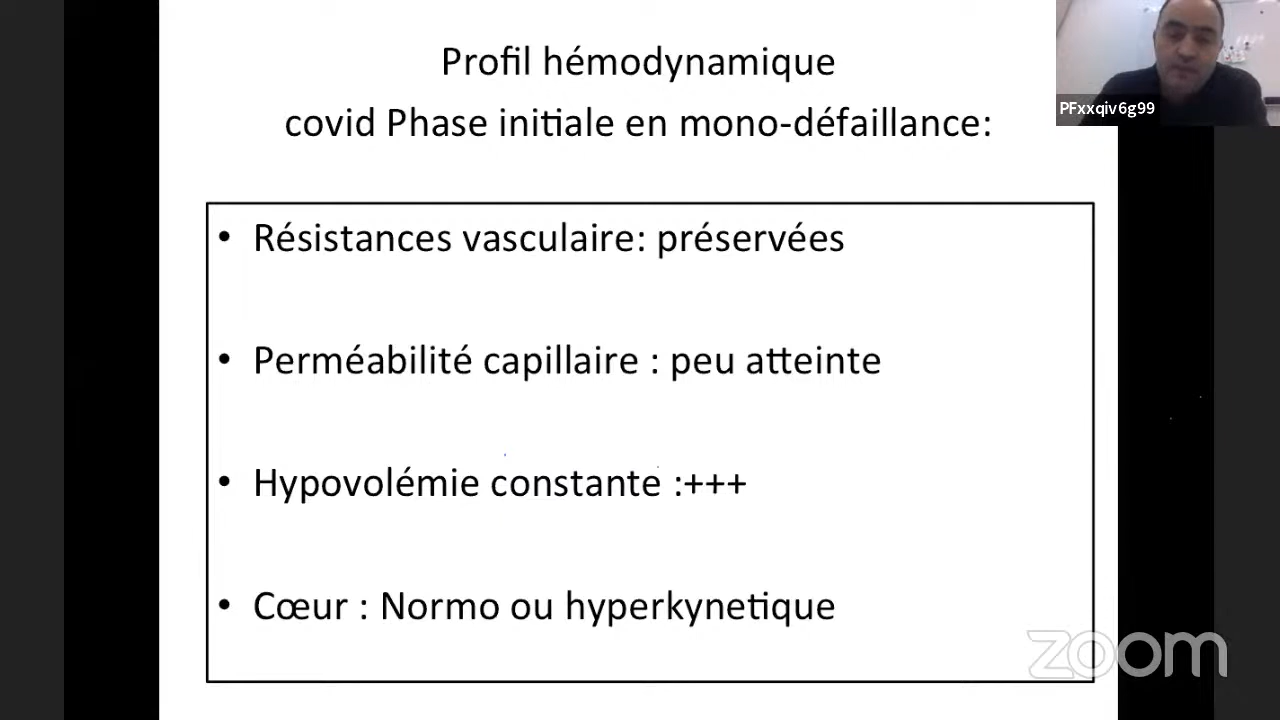 Profil hémodynamique
covid Phase initiale en mono-défaillance:
PFxxqiv6g99
• Résistances vasculaire: préservées
• Perméabilité capillaire : peu atteinte
• Hypovolémie constante :+++
• Cœur : Normo ou hyperkynetique
zoom